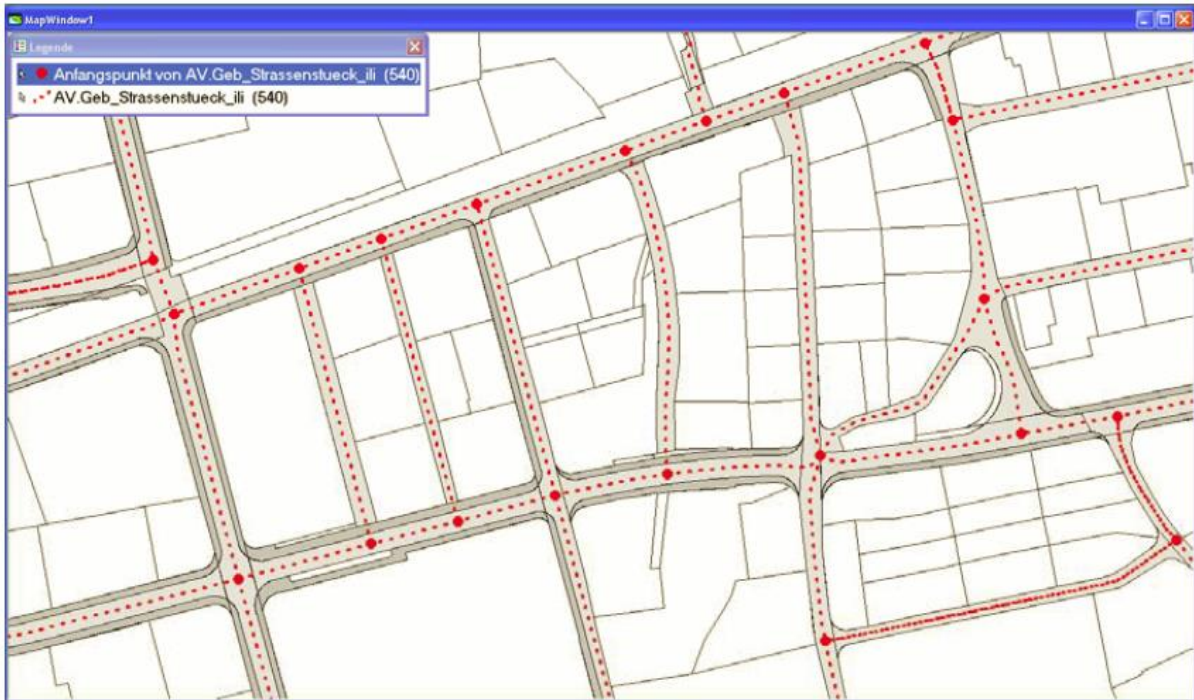 MapWindow1
Legende
Anfangspunkt von AV.Geb_Strassenstueck_ili (540)
AV.Geb_Strassenstueck_ili (540)